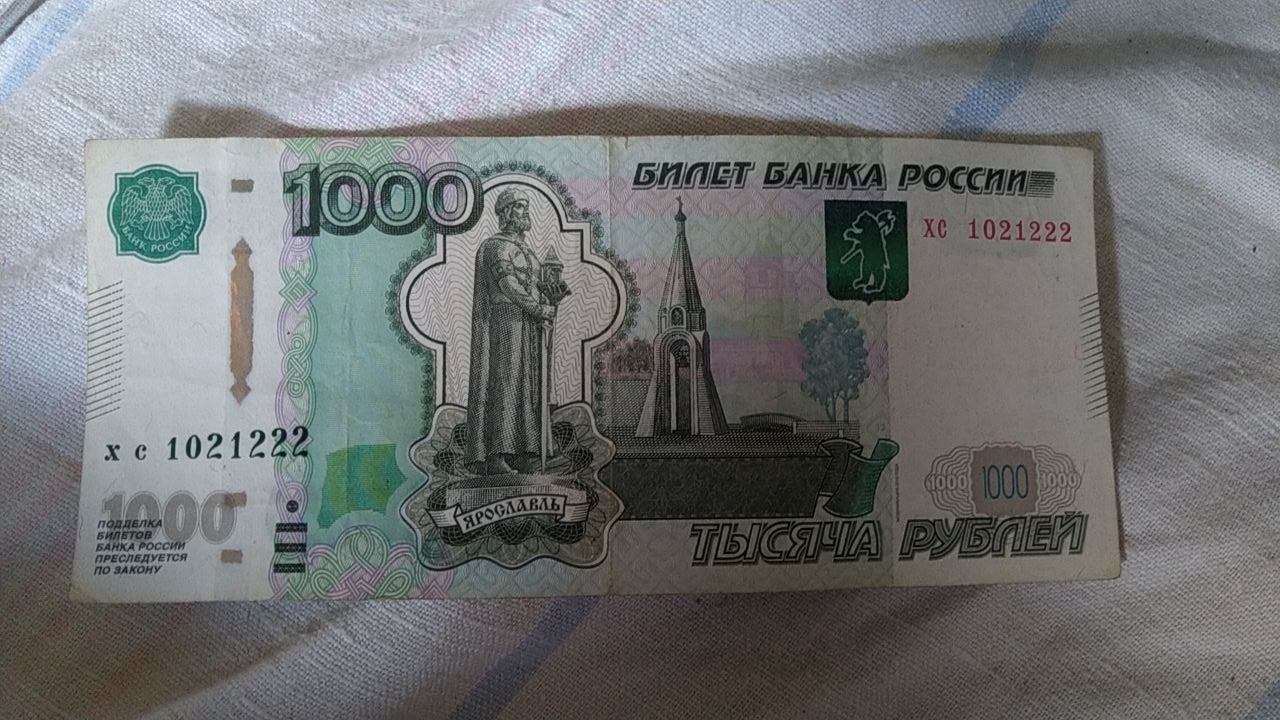 БАНК РОССИИ
1000
БИЛЕТ БАНКА РОССИИ
ХС 1021222
хс 1021222
1000
ПОДДЕЛКА
БИЛЕТОВ
БАНКА РОССИИ
ПРЕСЛЕДУЕТСЯ
ПО ЗАКОНУ
ЯРОСЛАВЛЬ
1000 1000 1000
ТЫСЯЧА РУБЛЕЙ